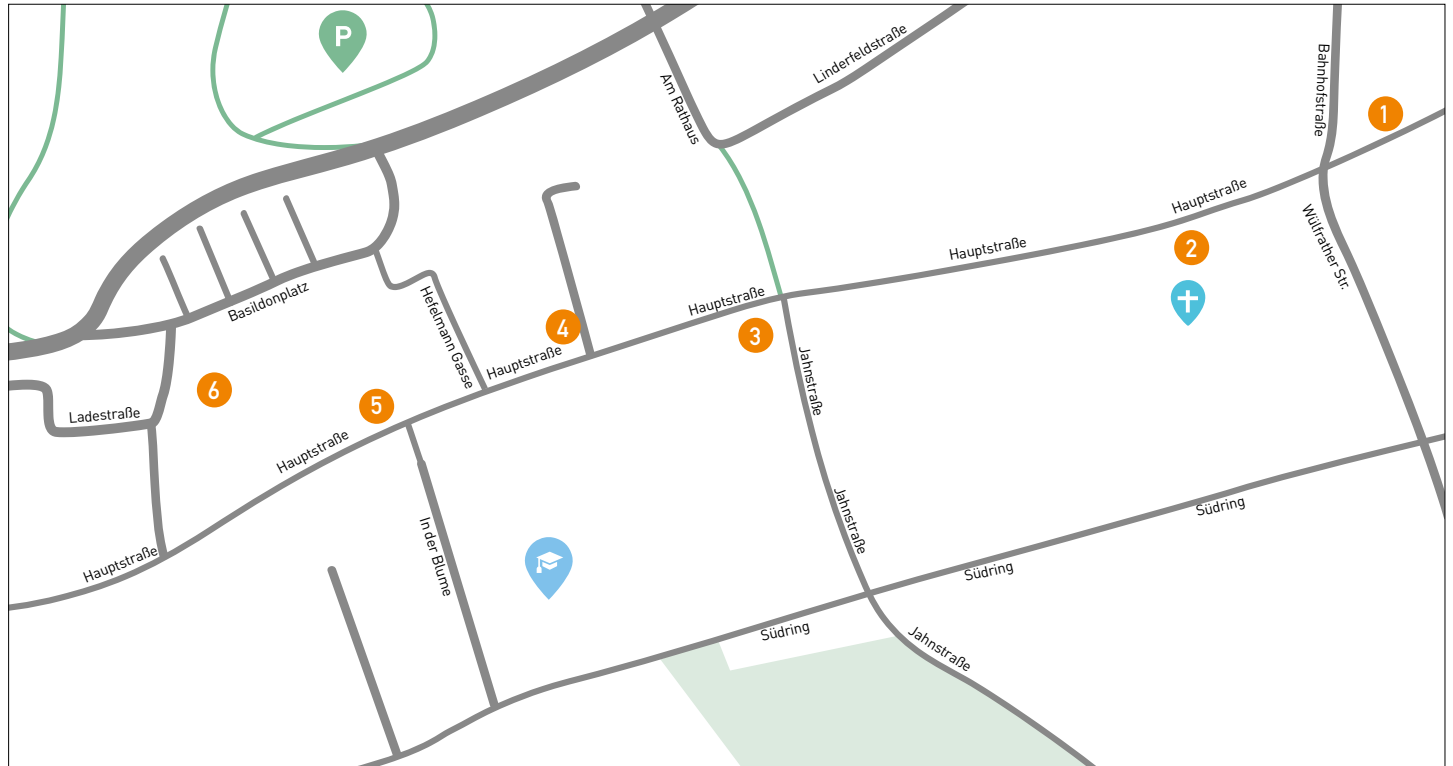 P
Linderfeldstraße
Am Rathaus
Bahnhofstraße
1
Hauptstraße
Wülfrather Str.
2
Hauptstraße
Hauptstraße
3
4
Basildonplatz
Hefelmann Gasse
Hauptstraße
Jahnstraße
6
5
Ladestraße
Hauptstraße
Hauptstraße
In der Blume
Jahnstraße
Südring
Südring
Südring
Jahnstraße